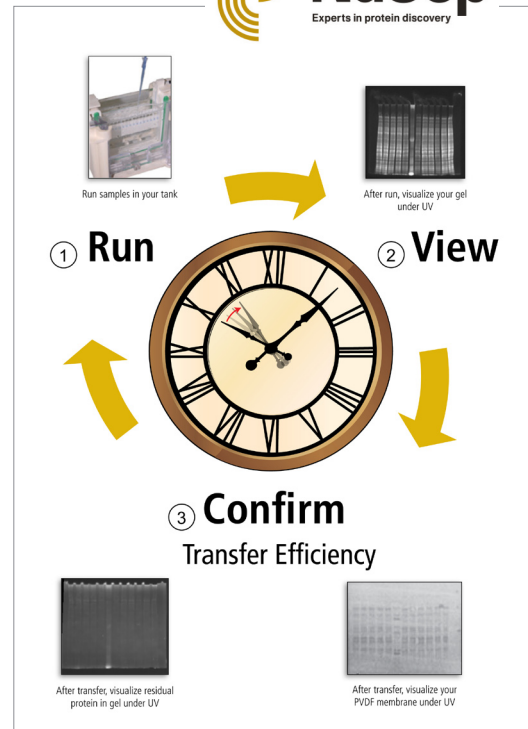 Experts in protein discovery
Run samples in your tank
After run, visualize your gel
under UV
1 Run
2 View
3 Confirm
Transfer Efficiency
After transfer, visualize residual
protein in gel under UV
After transfer, visualize your
PVDF membrane under UV